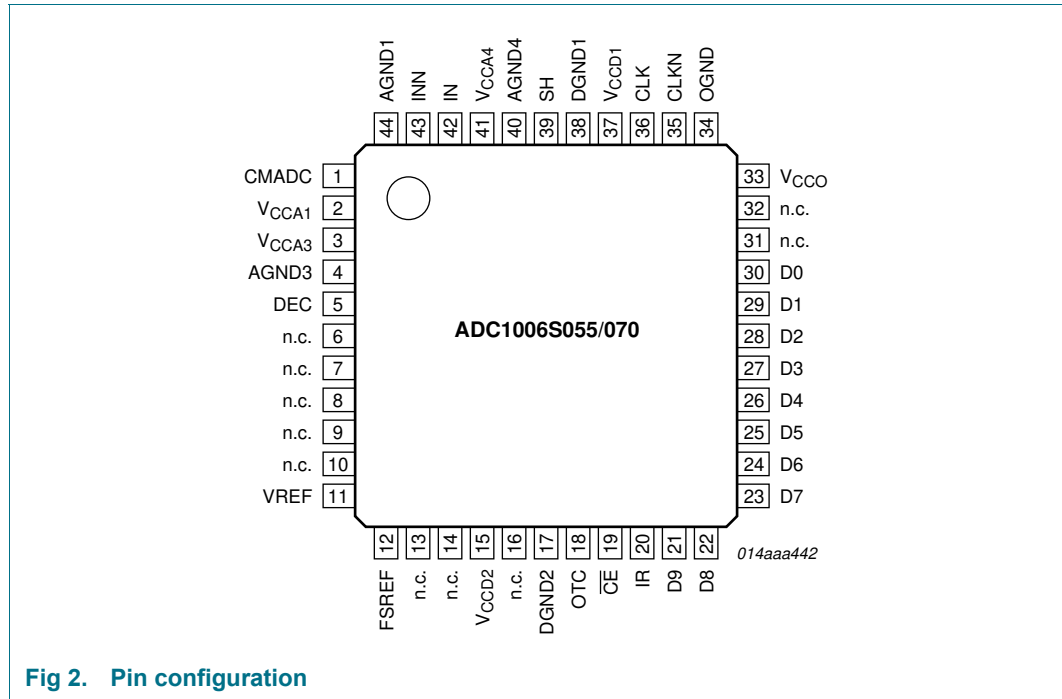 AGND1 INN IN VCCA4 AGND4 SH DGND1 VCCD1 CLK CLKN OGND
44 43 42 41 40 39 38 37 36 35 34
CMADC 1 33 VCCO
VCCA1 2 32 n.c.
VCCA3 3 31 n.c.
AGND3 4 30 D0
DEC 5 29 D1
n.c. 6 ADC1006S055/070 28 D2
n.c. 7 27 D3
n.c. 8 26 D4
n.c. 9 25 D5
n.c. 10 24 D6
VREF 11 23 D7
12 13 14 15 16 17 18 19 20 21 22
014aaa442
FSREF n.c. n.c. VCCD2 n.c. DGND2 OTC CE IR D9 D8
Fig 2. Pin configuration